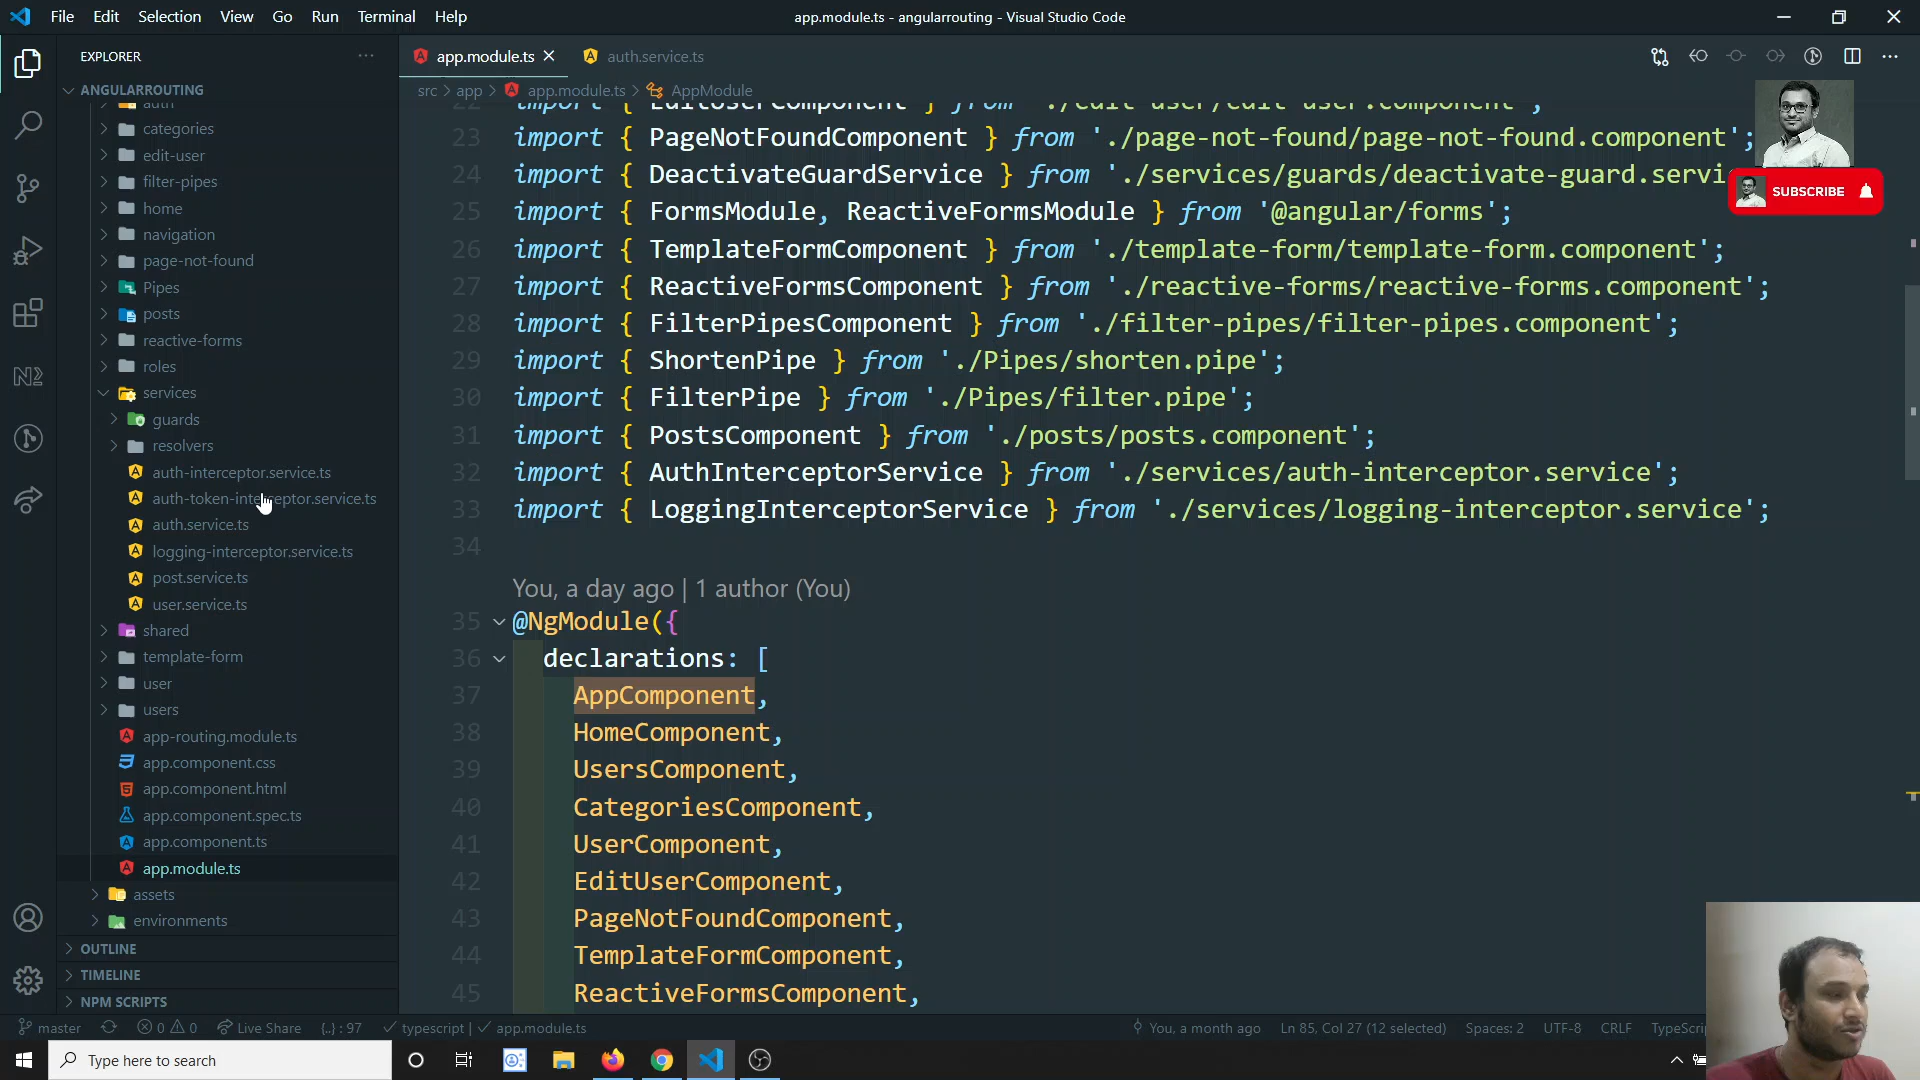 File Edit Selection View Go Run Terminal Help
app.module.ts - angularrouting - Visual Studio Code
EXPLORER
ANGULARROUTING
auth
categories
edit-user
filter-pipes
home
navigation
page-not-found
Pipes
posts
reactive-forms
roles
services
guards
resolvers
auth-interceptor.service.ts
auth-token-interceptor.service.ts
auth.service.ts
logging-interceptor.service.ts
post.service.ts
user.service.ts
shared
template-form
user
users
app-routing.module.ts
app.component.css
app.component.html
app.component.spec.ts
app.component.ts
app.module.ts
assets
environments
OUTLINE
TIMELINE
NPM SCRIPTS
app.module.ts
auth.service.ts
src > app > app.module.ts > AppModule
22 import { EditUserComponent } from './edit-user/edit-user.component';
23 import { PageNotFoundComponent } from './page-not-found/page-not-found.component';
24 import { DeactivateGuardService } from './services/guards/deactivate-guard.servi
25 import { FormsModule, ReactiveFormsModule } from '@angular/forms';
26 import { TemplateFormComponent } from './template-form/template-form.component';
27 import { ReactiveFormsComponent } from './reactive-forms/reactive-forms.component';
28 import { FilterPipesComponent } from './filter-pipes/filter-pipes.component';
29 import { ShortenPipe } from './Pipes/shorten.pipe';
30 import { FilterPipe } from './Pipes/filter.pipe';
31 import { PostsComponent } from './posts/posts.component';
32 import { AuthInterceptorService } from './services/auth-interceptor.service';
33 import { LoggingInterceptorService } from './services/logging-interceptor.service';
34
You, a day ago | 1 author (You)
35 @NgModule({
36 declarations: [
37 AppComponent,
38 HomeComponent,
39 UsersComponent,
40 CategoriesComponent,
41 UserComponent,
42 EditUserComponent,
43 PageNotFoundComponent,
44 TemplateFormComponent,
45 ReactiveFormsComponent,
SUBSCRIBE
master
0 0
Live Share
{..} : 97
typescript | app.module.ts
You, a month ago
Ln 85, Col 27 (12 selected)
Spaces: 2
UTF-8
CRLF
TypeScri
Type here to search